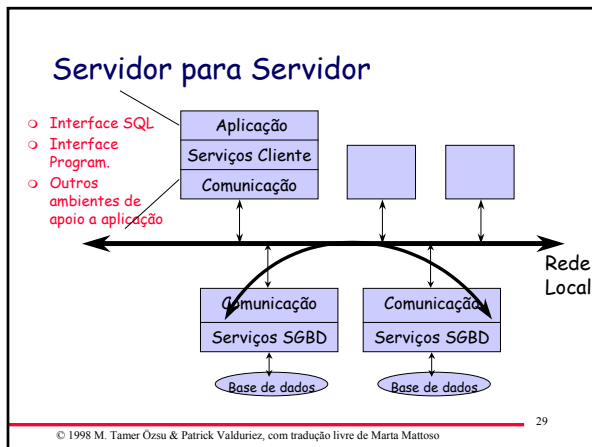 Servidor para Servidor
○ Interface SQL
○ Interface
Program.
○ Outros
ambientes de
apoio a aplicação
Aplicação
Serviços Cliente
Comunicação
Rede
Local
Comunicação
Serviços SGBD
Base de dados
Comunicação
Serviços SGBD
Base de dados
29
© 1998 M. Tamer Özsu & Patrick Valduriez, com tradução livre de Marta Mattoso